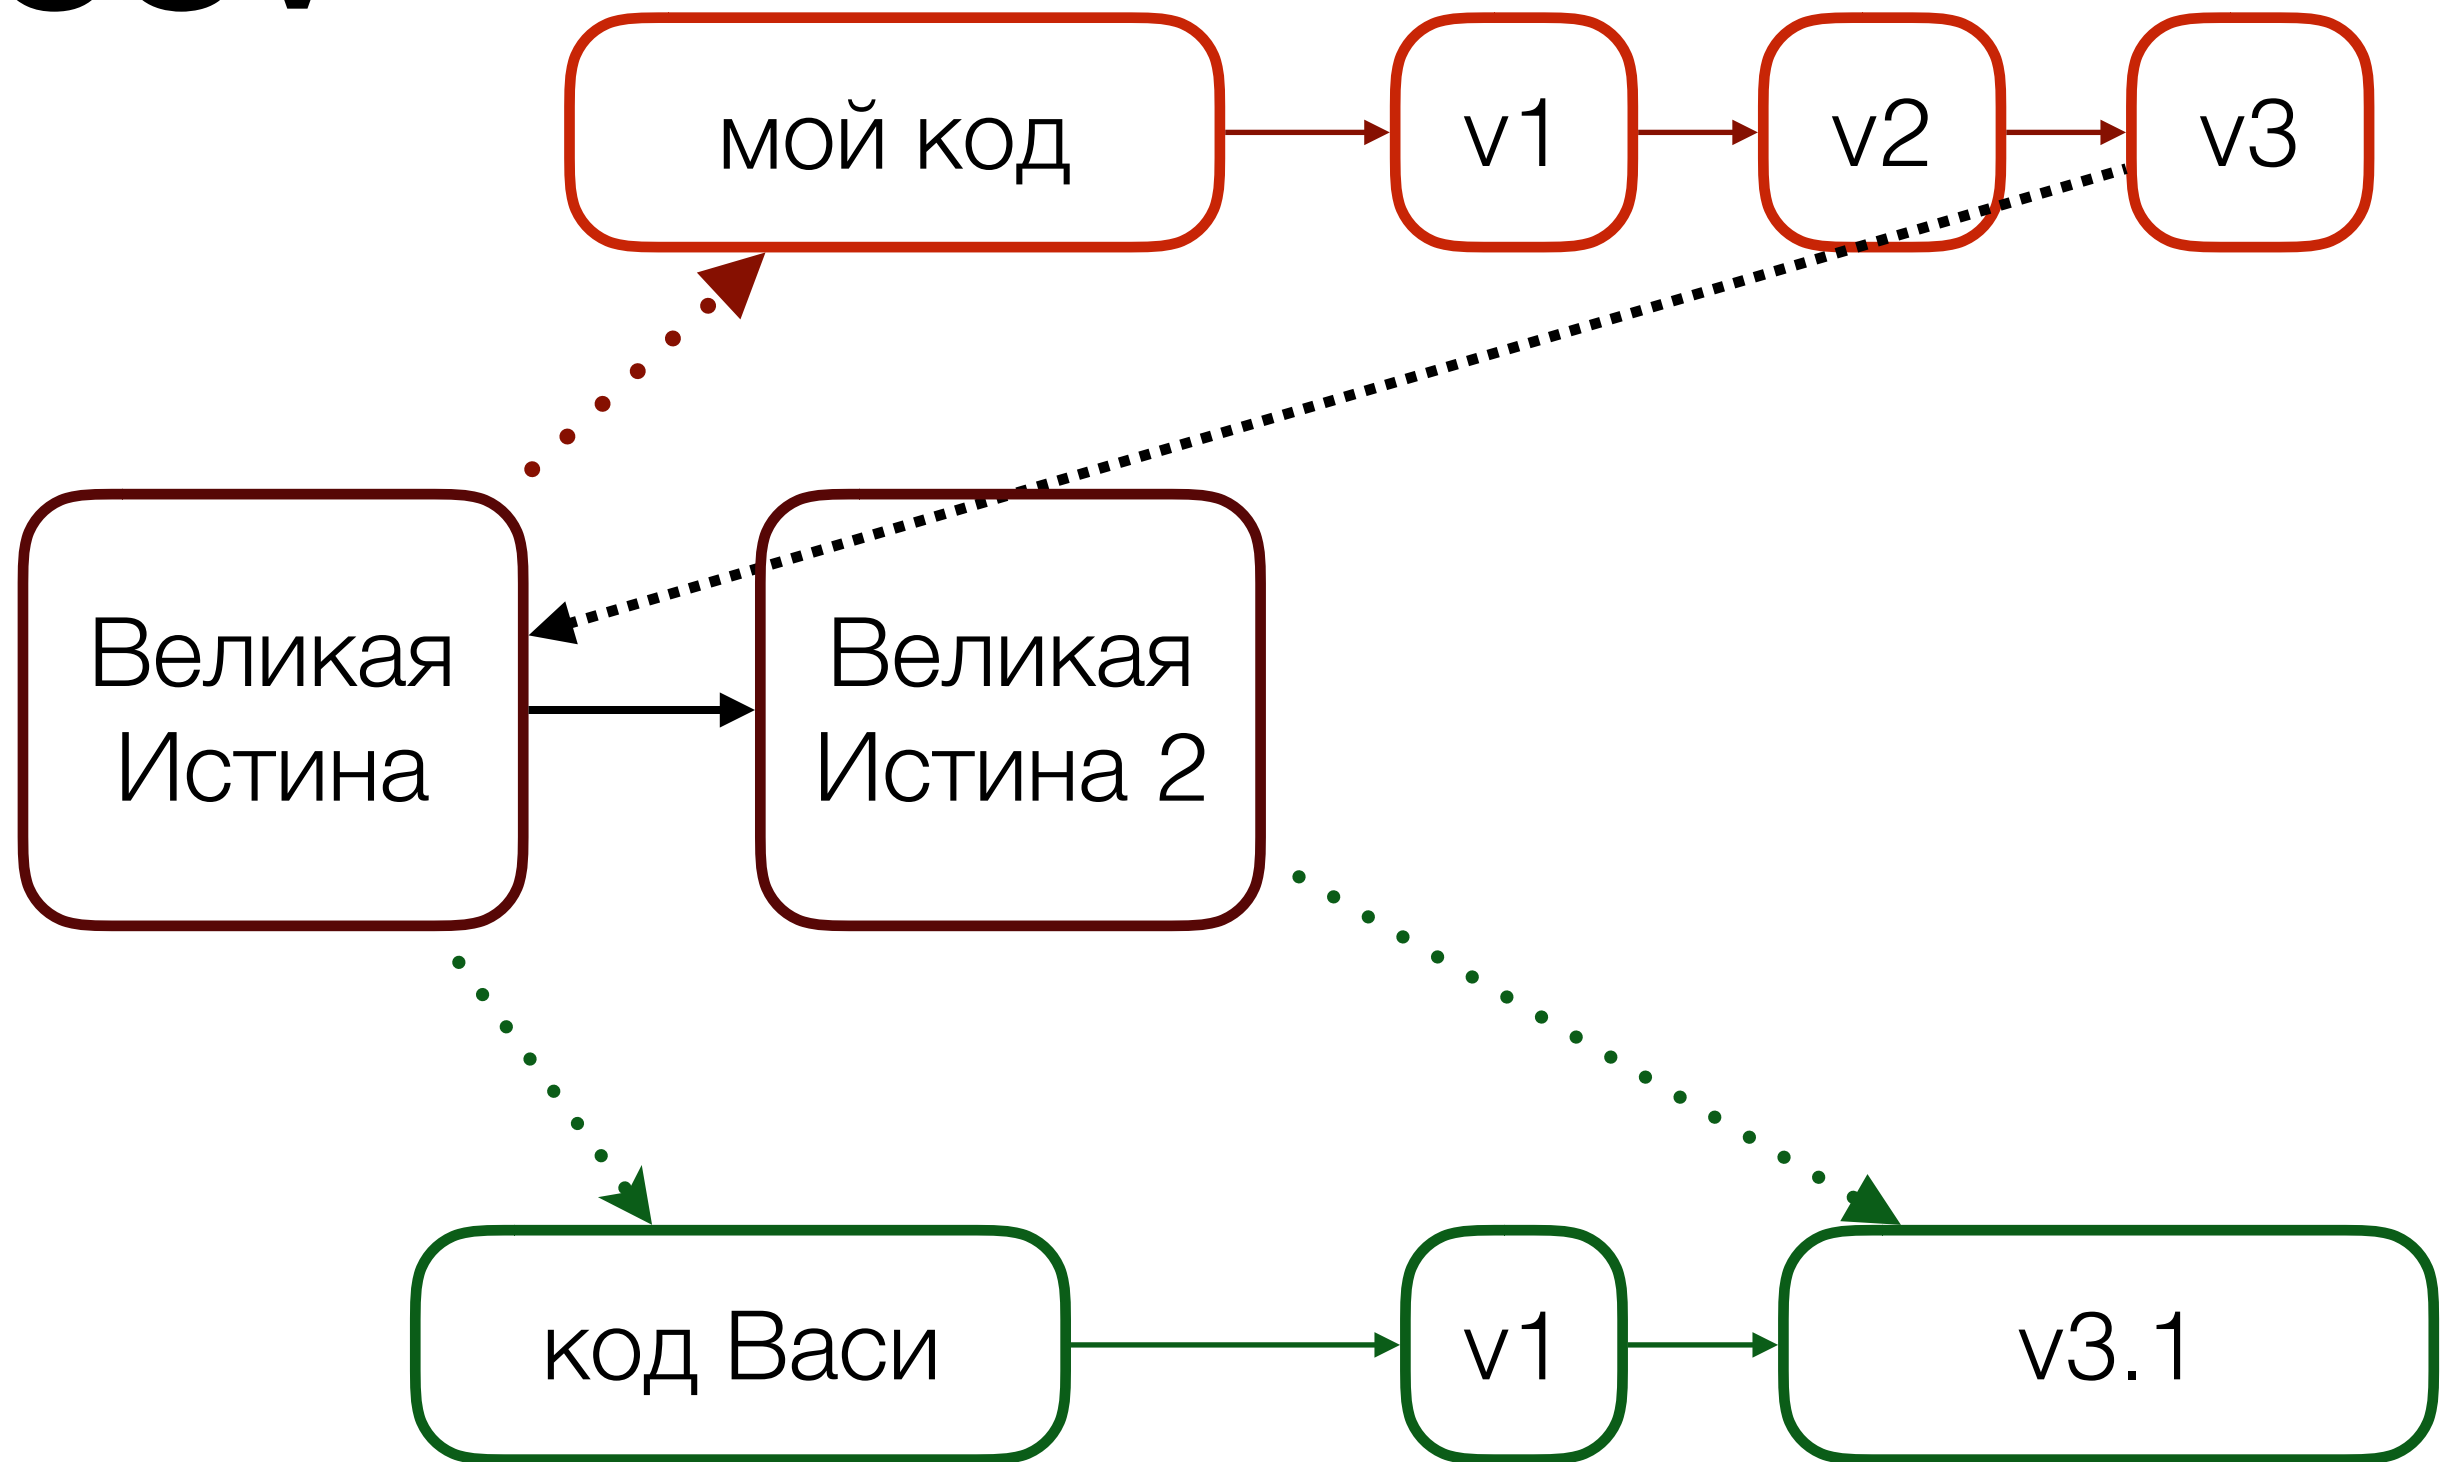 мой код
v1
v2
v3
Великая
Истина
Великая
Истина 2
код Васи
v1
v3.1